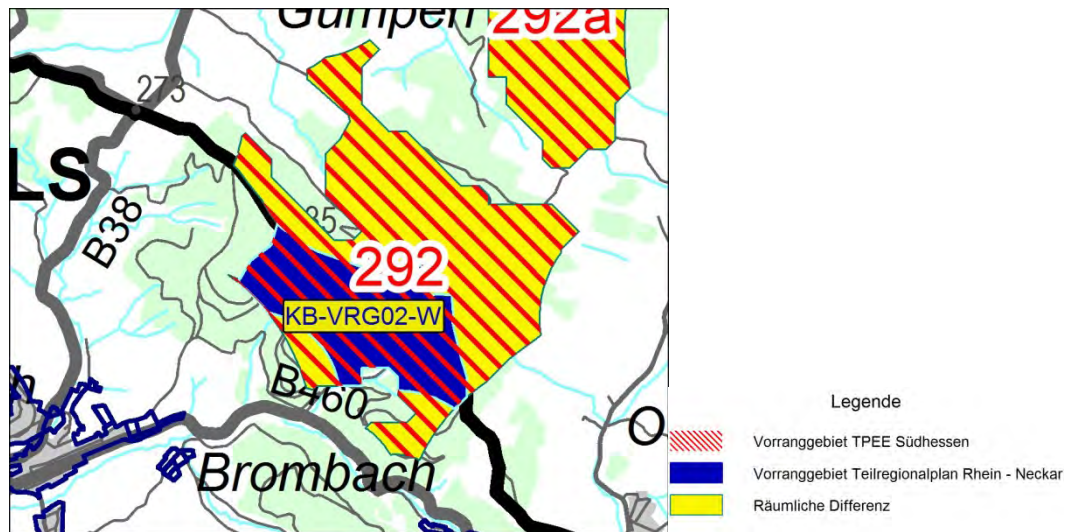 Gumpen
292a
273
LS
B38
35
292
KB-VRG02-W
B460
Brombach
O
Legende
Vorranggebiet TPEE Südhessen
Vorranggebiet Teilregionalplan Rhein - Neckar
Räumliche Differenz